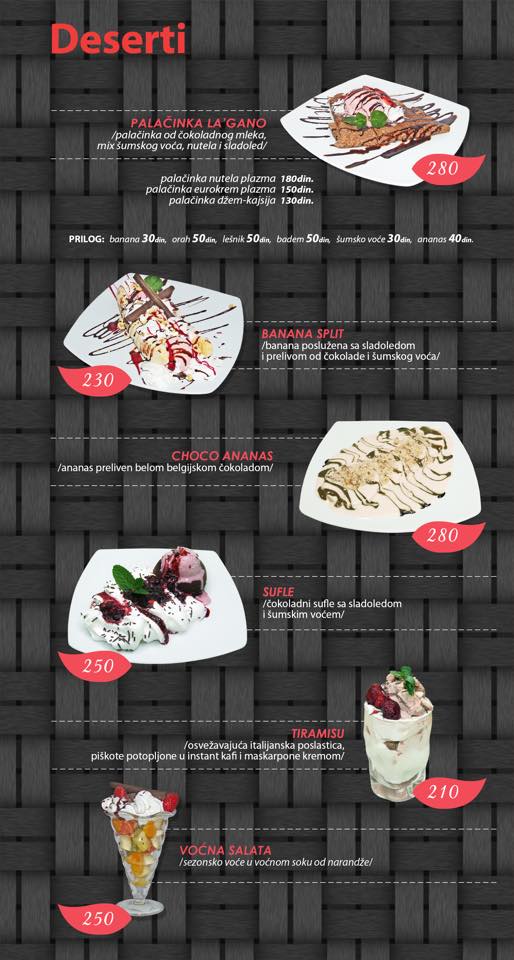 Deserti
PALAČINKA LA'GANO
/palačinka od čokoladnog mleka,
mix šumskog voća, nutela i sladoled/
280
palačinka nutela plazma 180din.
palačinka eurokrem plazma 150din.
palačinka džem-kajsija 130din.
PRILOG: banana 30din, orah 50din, lešnik 50din, badem 50din, šumsko voće 30din, ananas 40din.
BANANA SPLIT
/banana poslužena sa sladoledom
i prelivom od čokolade i šumskog voća/
230
CHOCO ANANAS
/ananas preliven belom belgijskom čokoladom/
280
SUFLE
/čokoladni sufle sa sladoledom
i šumskim voćem/
250
TIRAMISU
/osvežavajuća italijanska poslastica,
piškote potopljone u instant kafi i maskarpone kremom/
210
VOĆNA SALATA
/sezonsko voće u voćnom soku od narandže/
250